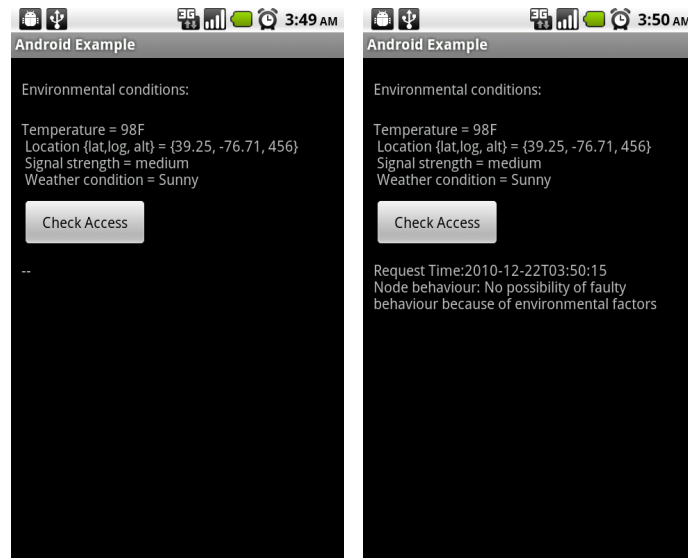 3G 3:49 AM
Android Example
Environmental conditions:
Temperature = 98F
Location {lat,log, alt} = {39.25, -76.71, 456}
Signal strength = medium
Weather condition = Sunny
Check Access
--
3G 3:50 AM
Android Example
Environmental conditions:
Temperature = 98F
Location {lat,log, alt} = {39.25, -76.71, 456}
Signal strength = medium
Weather condition = Sunny
Check Access
Request Time:2010-12-22T03:50:15
Node behaviour: No possibility of faulty
behaviour because of environmental factors